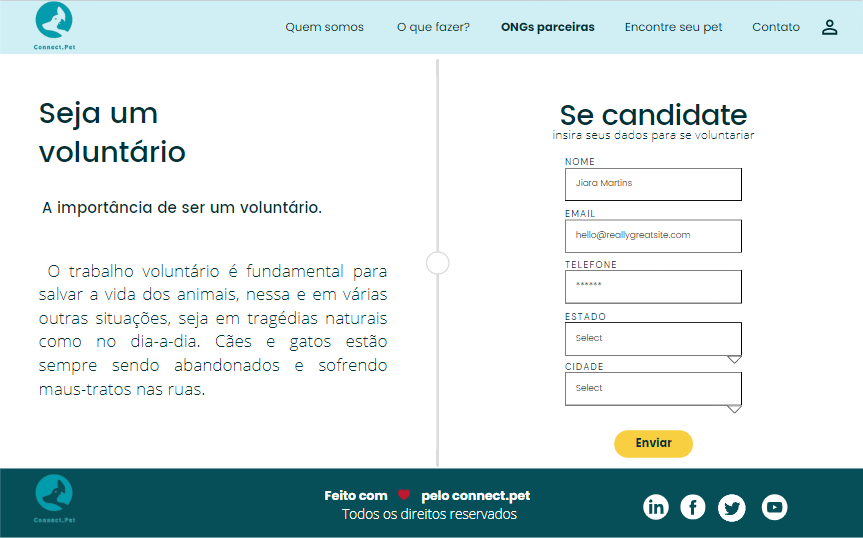 Connect.Pet
Quem somos
O que fazer?
ONGs parceiras
Encontre seu pet
Contato
Seja um
voluntário
A importância de ser um voluntário.
O trabalho voluntário é fundamental para
salvar a vida dos animais, nessa e em várias
outras situações, seja em tragédias naturais
como no dia-a-dia. Cães e gatos estão
sempre sendo abandonados e sofrendo
maus-tratos nas ruas.
Se candidate
insira seus dados para se voluntariar
NOME
Jiara Martins
EMAIL
hello@reallygreatsite.com
TELEFONE
******
ESTADO
Select
CIDADE
Select
Enviar
Connect.Pet
Feito com pelo connect.pet
Todos os direitos reservados